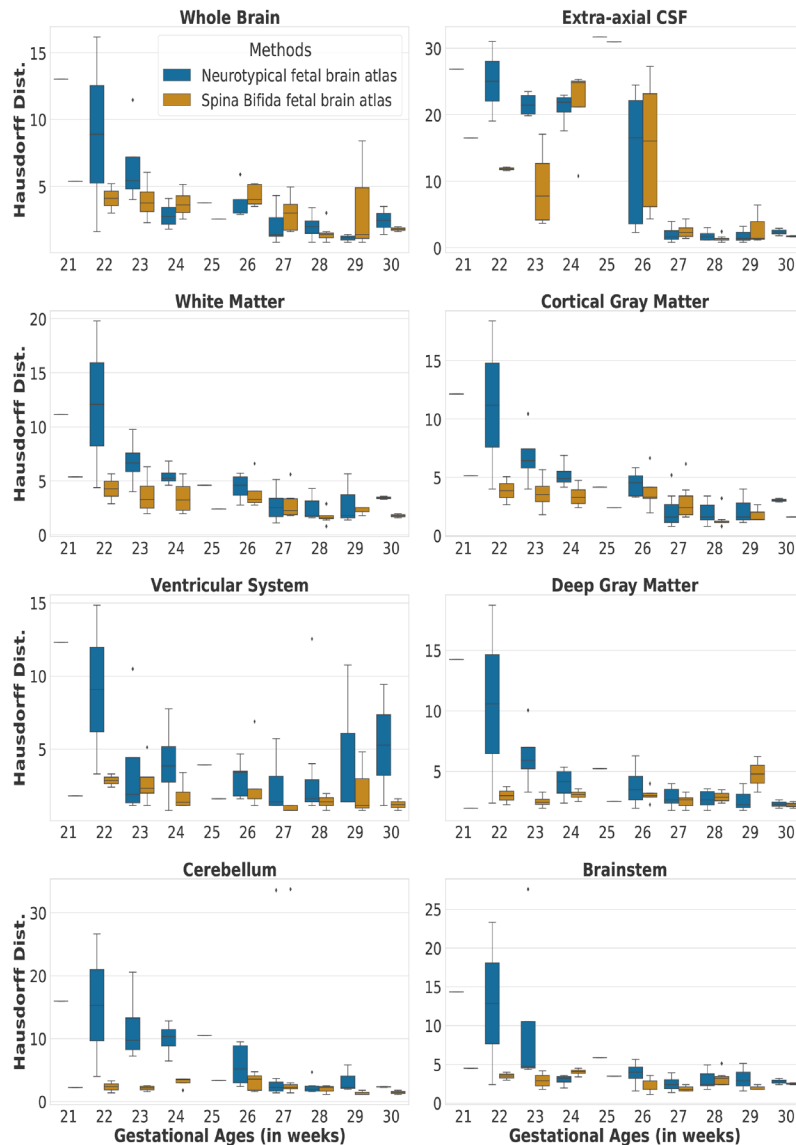 Whole Brain
Extra-axial CSF
Methods
Neurotypical fetal brain atlas
Spina Bifida fetal brain atlas
Hausdorff Dist.
15
10
5
21 22 23 24 25 26 27 28 29 30
30
20
10
0
21 22 23 24 25 26 27 28 29 30
White Matter
Cortical Gray Matter
Hausdorff Dist.
20
15
10
5
0
21 22 23 24 25 26 27 28 29 30
15
10
5
0
21 22 23 24 25 26 27 28 29 30
Ventricular System
Deep Gray Matter
Hausdorff Dist.
15
10
5
21 22 23 24 25 26 27 28 29 30
15
10
5
21 22 23 24 25 26 27 28 29 30
Cerebellum
Brainstem
Hausdorff Dist.
30
20
10
0
21 22 23 24 25 26 27 28 29 30
Gestational Ages (in weeks)
25
20
15
10
5
0
21 22 23 24 25 26 27 28 29 30
Gestational Ages (in weeks)